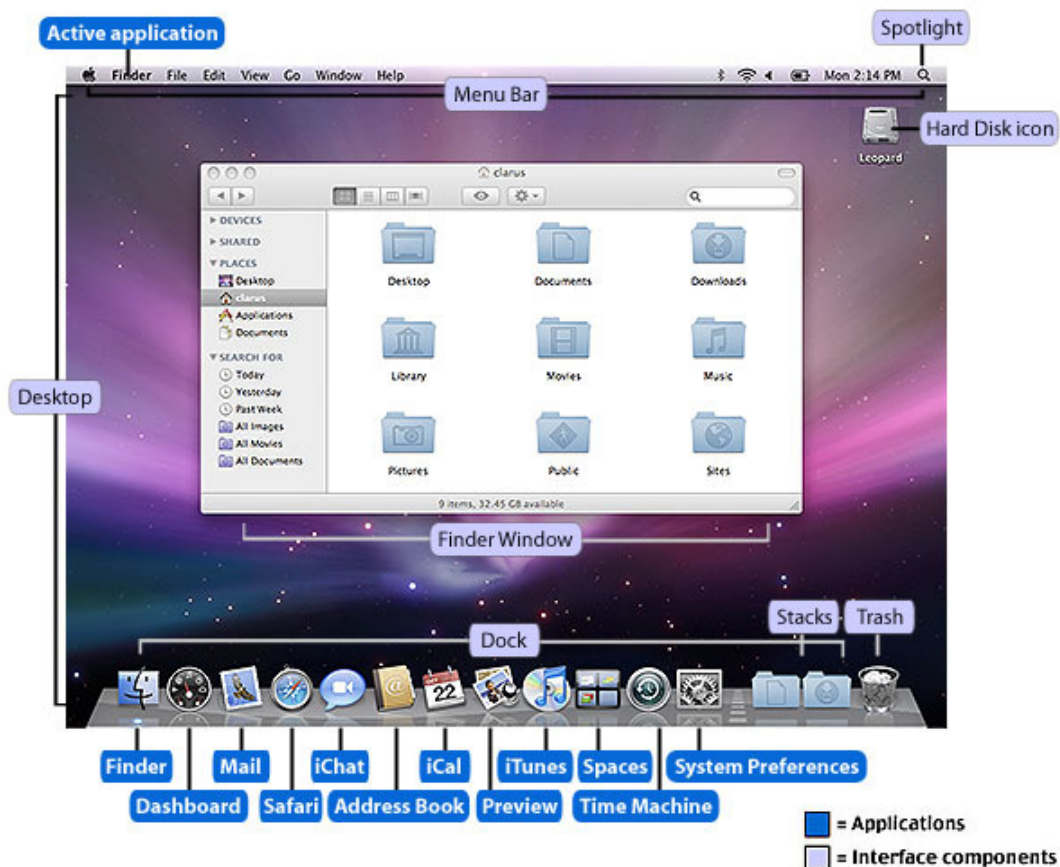 Active application
Spotlight
Finder File Edit View Go Window Help
Mon 2:14 PM
Menu Bar
Hard Disk icon
Leopard
clarus
DEVICES
SHARED
PLACES
Desktop
clarus
Applications
Documents
SEARCH FOR
Today
Yesterday
Past Week
All Images
All Movies
All Documents
Desktop Documents Downloads
Library Movies Music
Pictures Public Sites
9 items, 32.45 GB available
Desktop
Finder Window
Stacks Trash
Dock
OCT
22
Finder Mail iChat iCal iTunes Spaces System Preferences
Dashboard Safari Address Book Preview Time Machine
= Applications
= Interface components